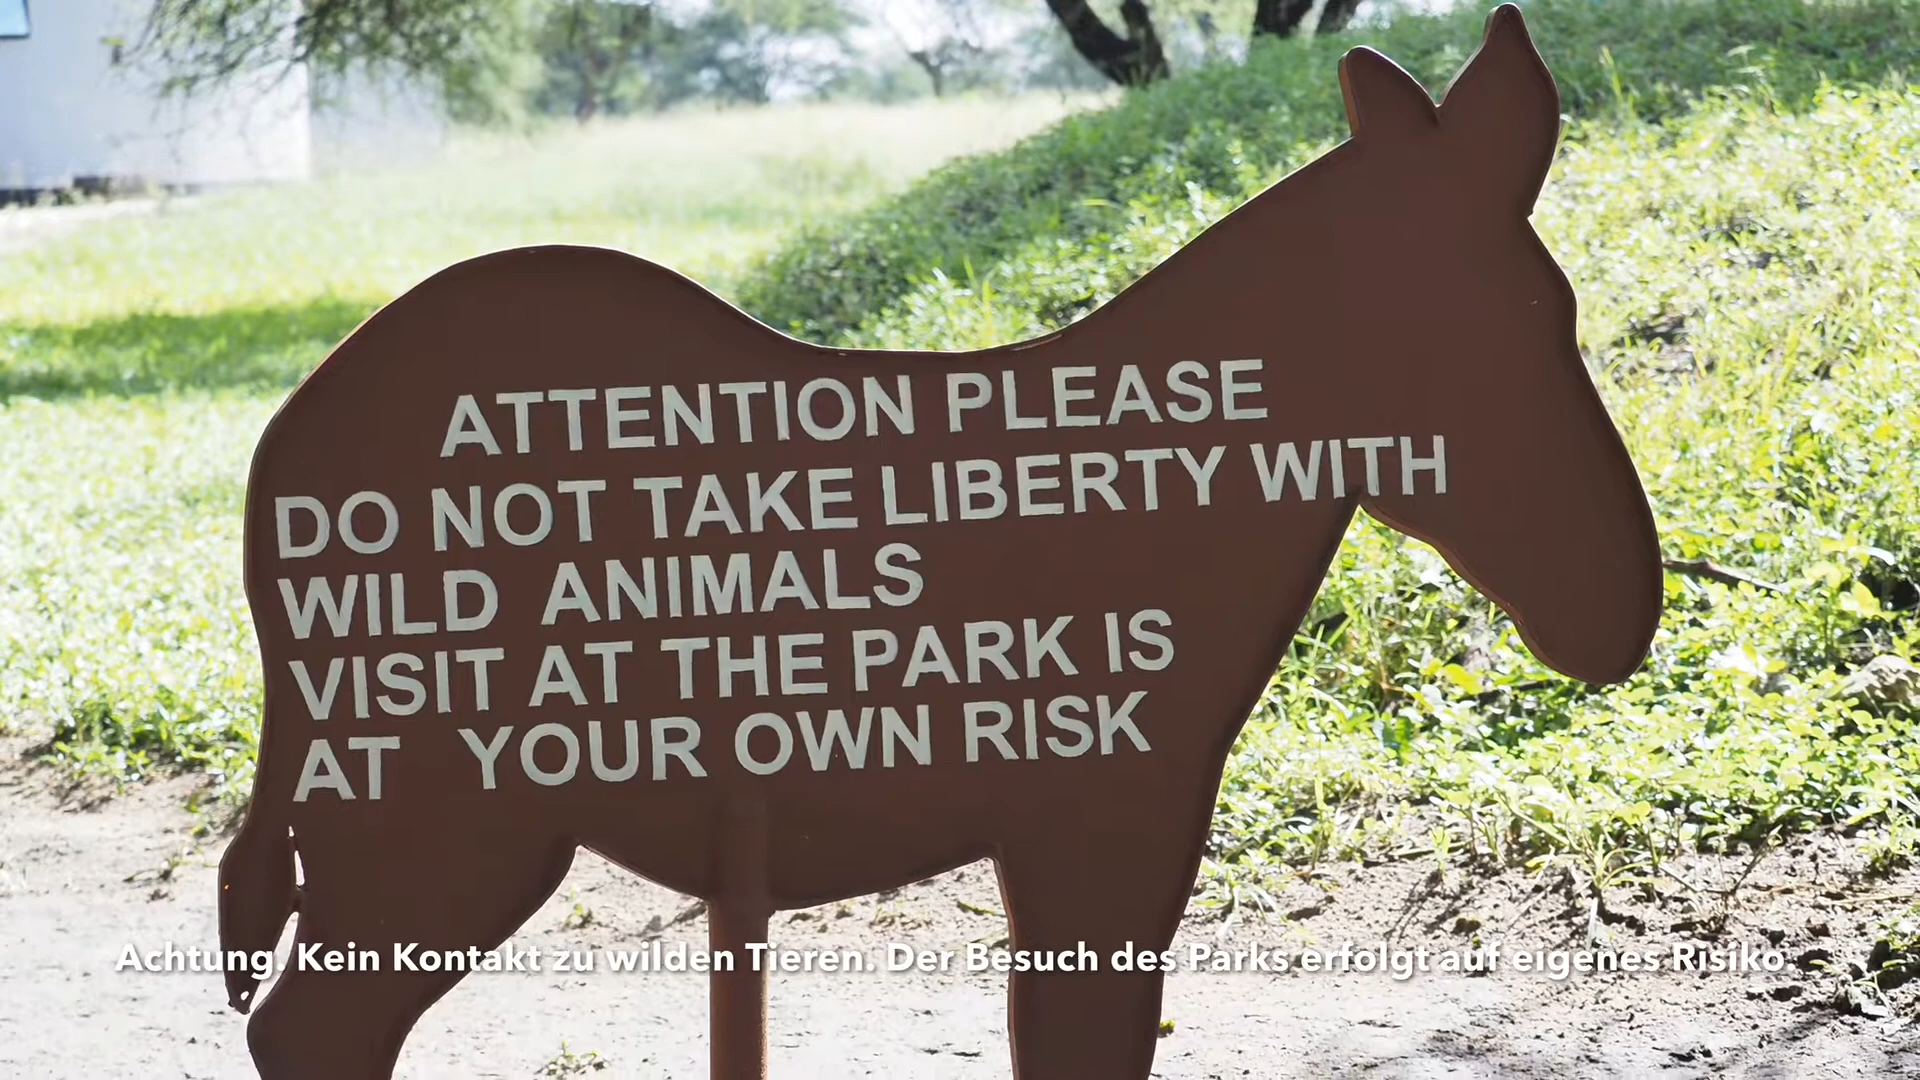 ATTENTION PLEASE
DO NOT TAKE LIBERTY WITH
WILD ANIMALS
VISIT AT THE PARK IS
AT YOUR OWN RISK
Achtung. Kein Kontakt zu wilden Tieren. Der Besuch des Parks erfolgt auf eigenes Risiko.